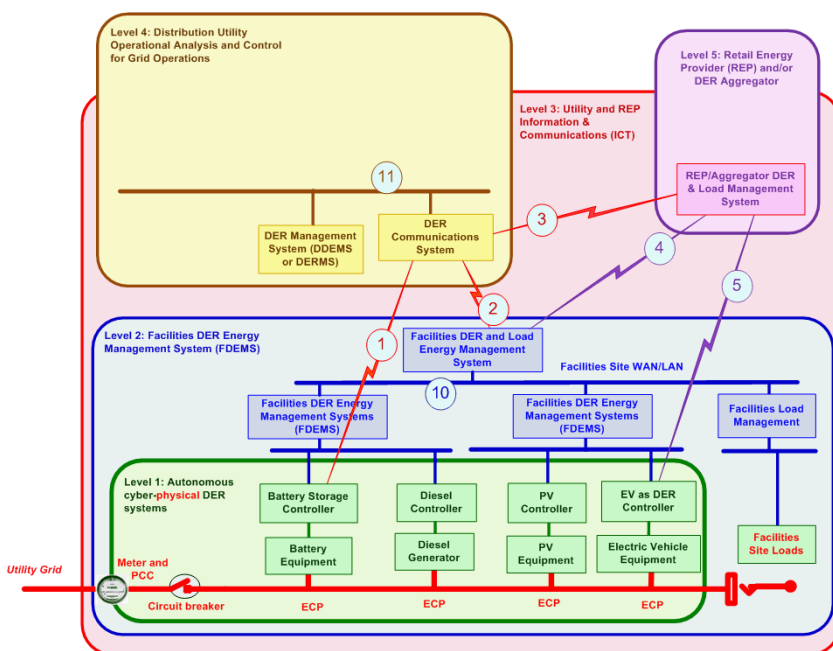 Level 4: Distribution Utility
Operational Analysis and Control
for Grid Operations
Level 5: Retail Energy
Provider (REP) and/or
DER Aggregator
Level 3: Utility and REP
Information &
Communications (ICT)
11
REP/Aggregator DER
& Load Management
System
3
DER Management
System (DDEMS
or DERMS)
DER
Communications
System
4
5
2
1
Level 2: Facilities DER Energy
Management System (FDEMS)
Facilities DER and Load
Energy Management
System
Facilities Site WAN/LAN
10
Facilities DER Energy
Management Systems
(FDEMS)
Facilities DER Energy
Management Systems
(FDEMS)
Facilities Load
Management
Level 1: Autonomous
cyber-physical DER
systems
Battery Storage
Controller
Diesel
Controller
PV
Controller
EV as DER
Controller
Battery
Equipment
Diesel
Generator
PV
Equipment
Electric Vehicle
Equipment
Facilities
Site Loads
Utility Grid
Meter and
PCC
Circuit breaker
ECP
ECP
ECP
ECP